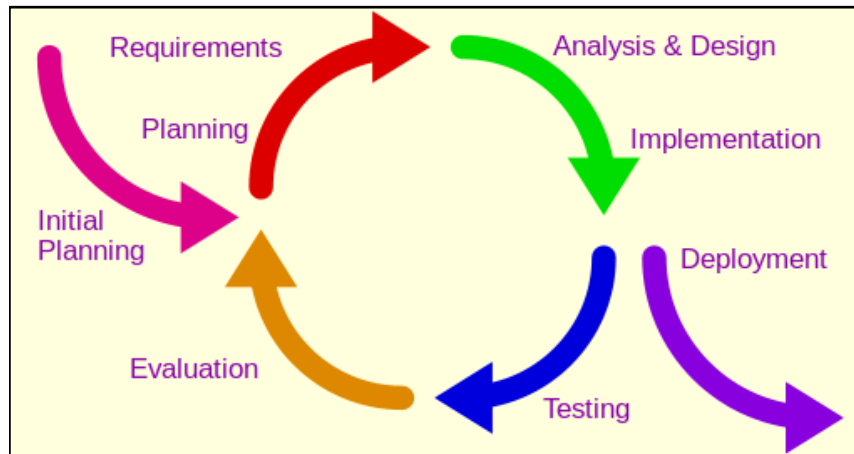 Requirements
Analysis & Design
Planning
Implementation
Initial
Planning
Deployment
Evaluation
Testing